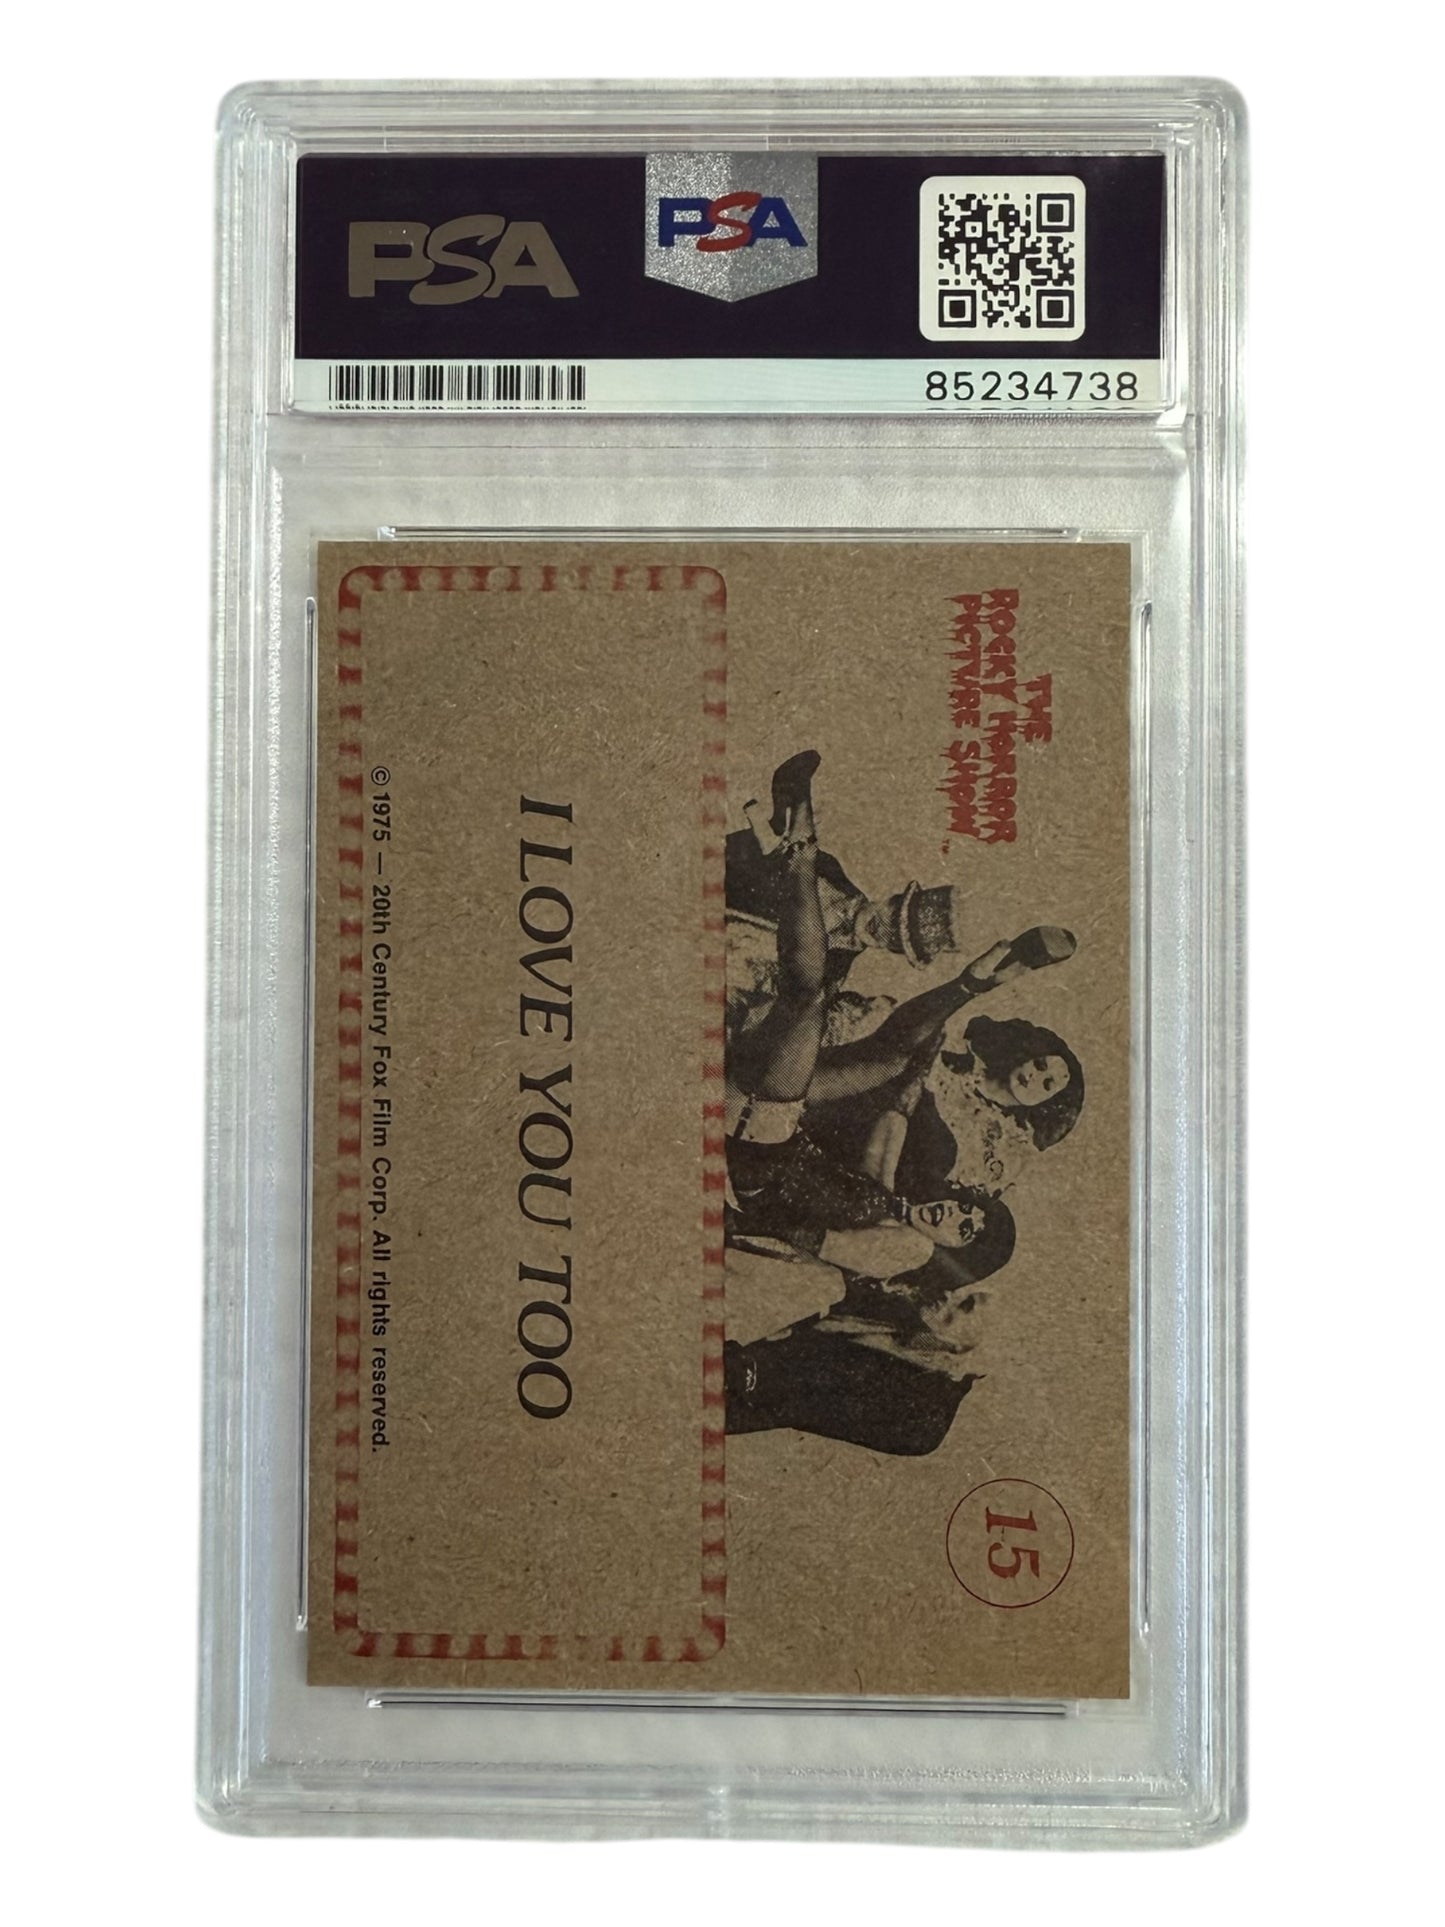 PSA
PSA
85234738
THE
ROCKY HORROR
PICTURE SHOW™
15
I LOVE YOU TOO
© 1975 — 20th Century Fox Film Corp. All rights reserved.